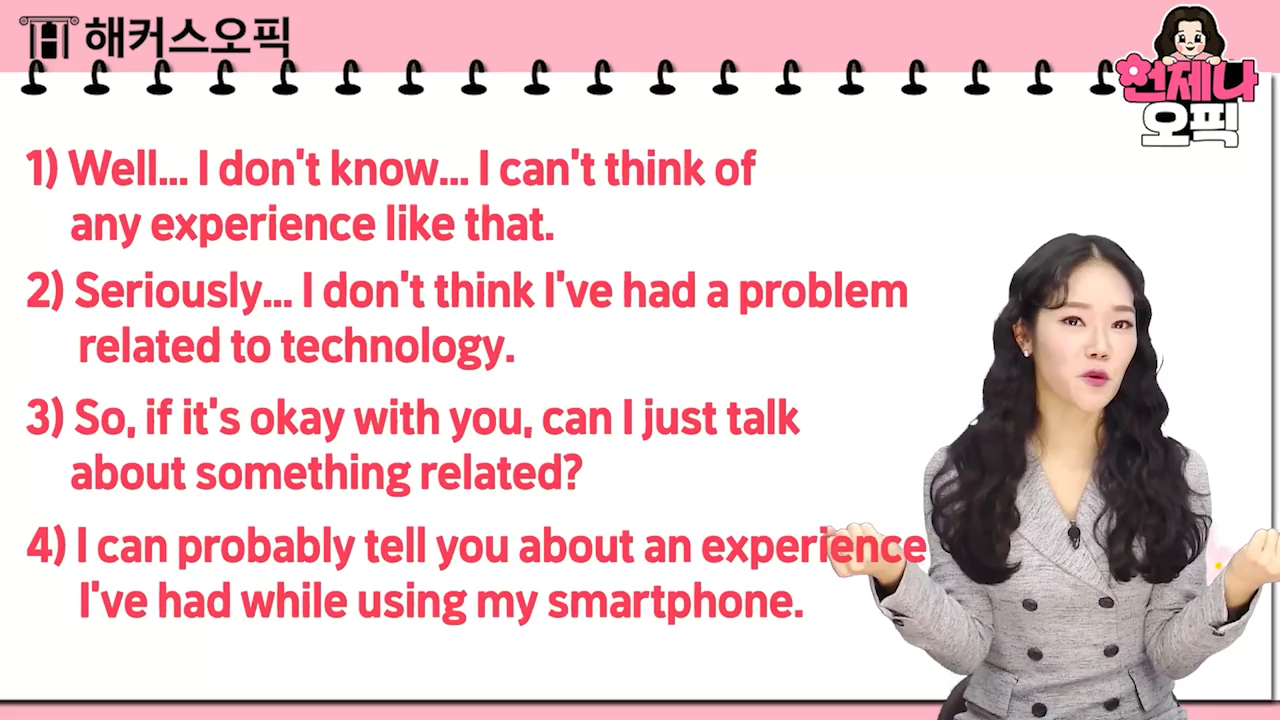 해커스오픽
언제나
오픽
1) Well... I don't know... I can't think of
any experience like that.
2) Seriously... I don't think I've had a problem
related to technology.
3) So, if it's okay with you, can I just talk
about something related?
4) I can probably tell you about an experience
I've had while using my smartphone.